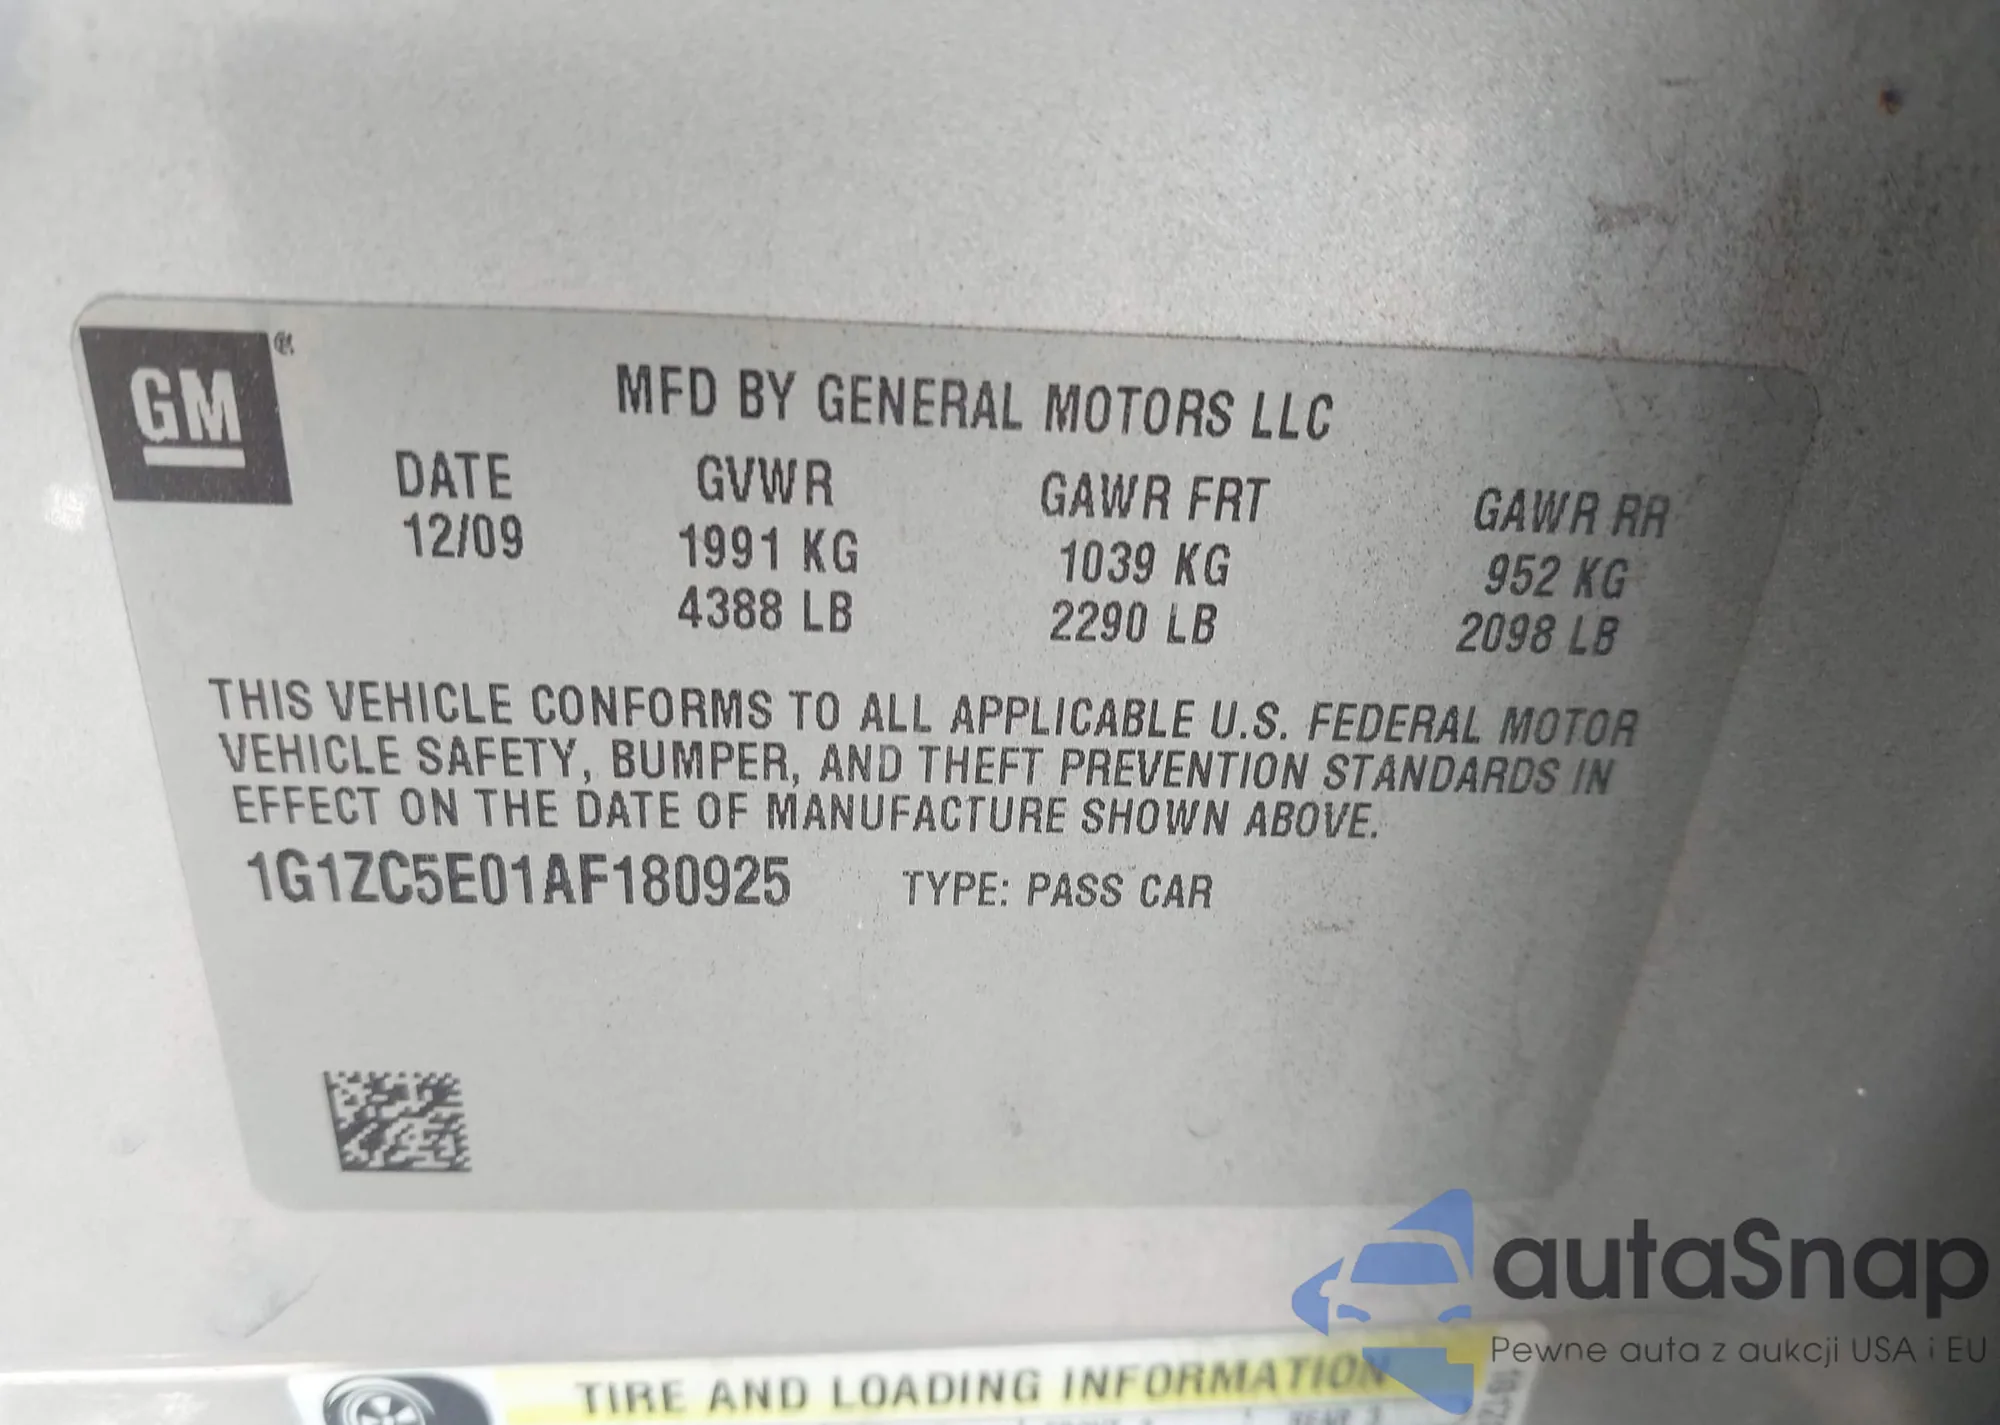 GM
MFD BY GENERAL MOTORS LLC
DATE GVWR GAWR FRT GAWR RR
12/09 1991 KG 1039 KG 952 KG
4388 LB 2290 LB 2098 LB
THIS VEHICLE CONFORMS TO ALL APPLICABLE U.S. FEDERAL MOTOR
VEHICLE SAFETY, BUMPER, AND THEFT PREVENTION STANDARDS IN
EFFECT ON THE DATE OF MANUFACTURE SHOWN ABOVE.
1G1ZC5E01AF180925 TYPE: PASS CAR
autaSnap
Pewne auta z aukcji USA i EU
TIRE AND LOADING INFORMATION